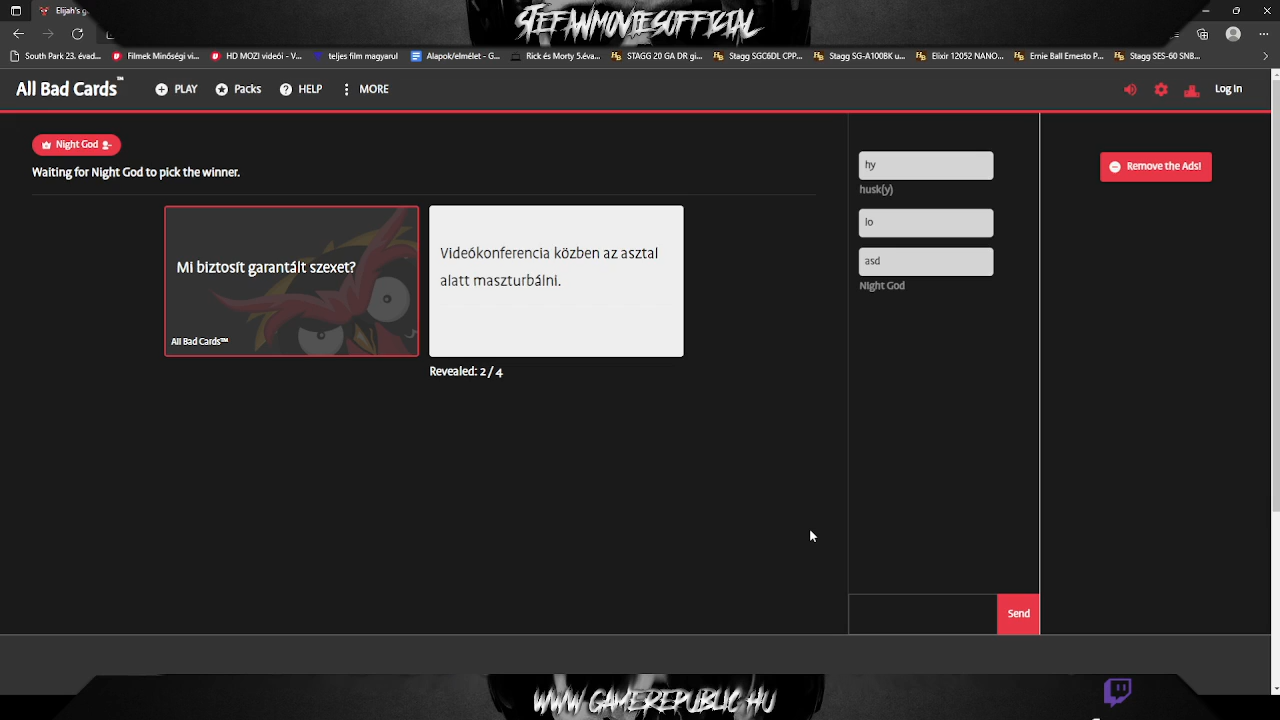 STEFANMOVIESOFFICIAL
Elijah's g
South Park 23. évad...
Filmek Minőségi vi...
HD MOZI videói - V...
teljes film magyarul
Alapok/elmélet - G...
Rick és Morty 5.éva...
STAGG 20 GA DR gi...
Stagg SGC6DL CPP...
Stagg SG-A100BK u...
Elixir 12052 NANO...
Ernie Ball Ernesto P...
Stagg SES-60 SNB...
All Bad Cards™
PLAY
Packs
HELP
MORE
Log In
Night God
Waiting for Night God to pick the winner.
Mi biztosít garantált szexet?
All Bad Cards™
Videókonferencia közben az asztal
alatt maszturbálni.
Revealed: 2 / 4
hy
husk(y)
lo
asd
Night God
Send
Remove the Ads!
WWW.GAMEREPUBLIC.HU